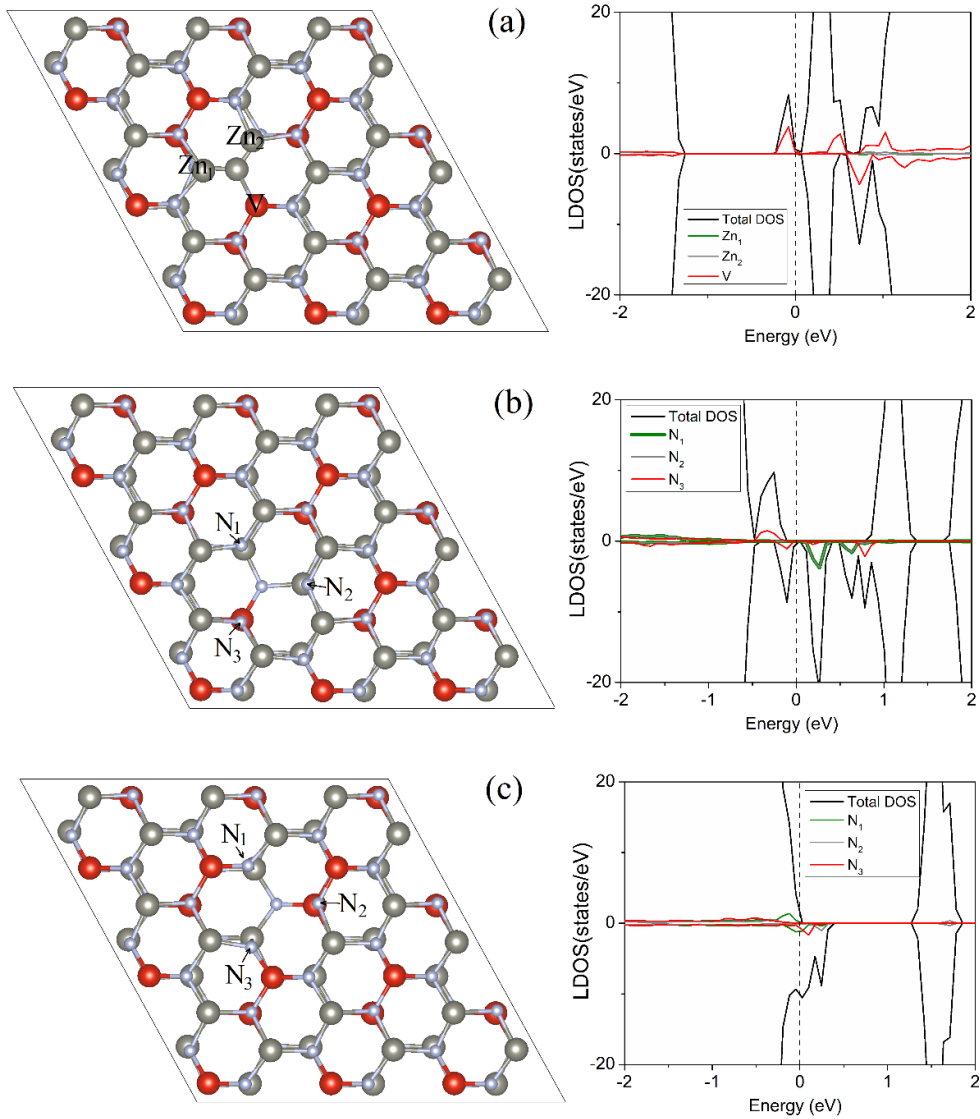 (a)
Zn2
Zn1
V
LDOS(states/eV)
20
0
-20
Total DOS
Zn1
Zn2
V
-2 -1 0 1 2
Energy (eV)
(b)
N1
N2
N3
LDOS(states/eV)
20
0
-20
Total DOS
N1
N2
N3
-2 -1 0 1 2
Energy (eV)
(c)
N1
N2
N3
LDOS(states/eV)
20
0
-20
Total DOS
N1
N2
N3
-2 -1 0 1 2
Energy (eV)